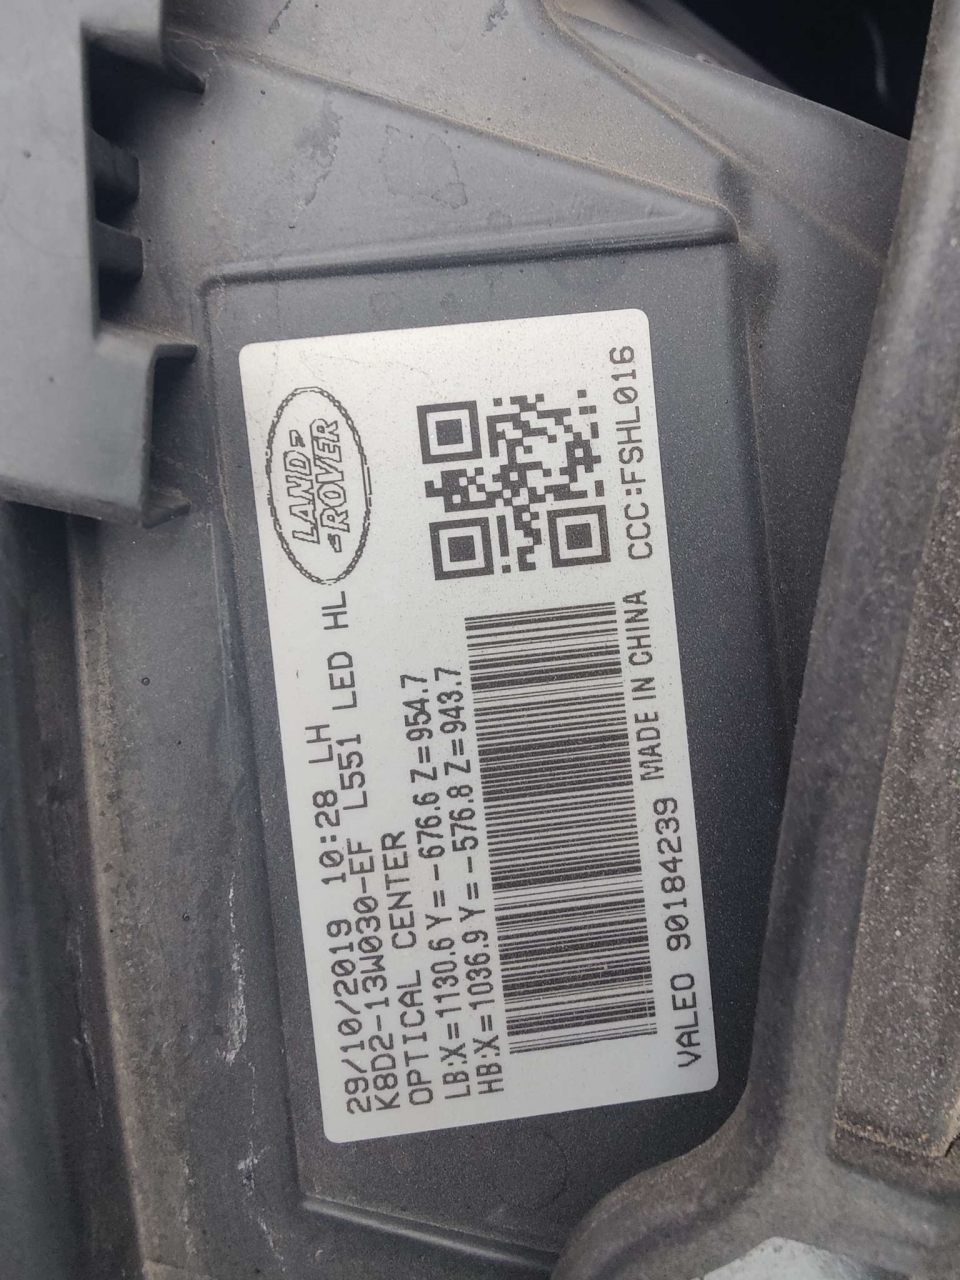 LAND-
-ROVER
29/10/2019 10:28 LH
K8D2-13W030-EF L551 LED HL
OPTICAL CENTER
LB:X=1130.6 Y=-676.6 Z=954.7
HB:X=1036.9 Y=-576.8 Z=943.7
VALEO 90184239 MADE IN CHINA CCC:FSHL016